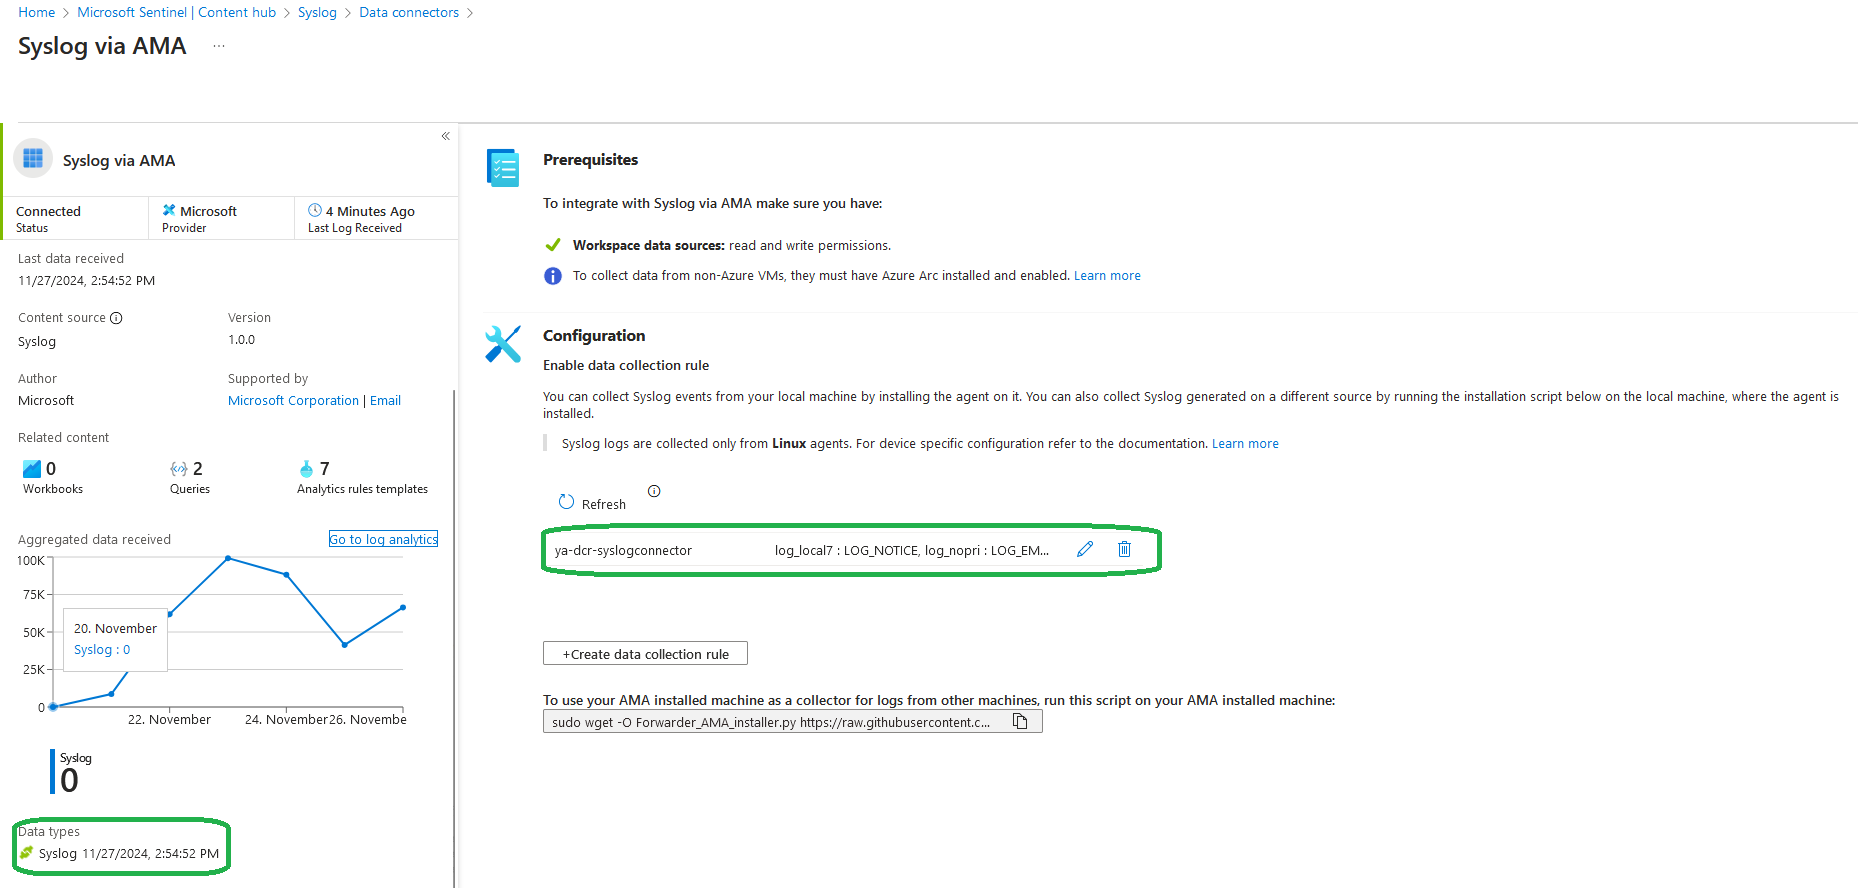 Home > Microsoft Sentinel | Content hub > Syslog > Data connectors >
Syslog via AMA ...
«
Syslog via AMA
Connected
Status
Microsoft
Provider
4 Minutes Ago
Last Log Received
Last data received
11/27/2024, 2:54:52 PM
Content source
Syslog
Version
1.0.0
Author
Microsoft
Supported by
Microsoft Corporation | Email
Related content
0
Workbooks
2
Queries
7
Analytics rules templates
Aggregated data received
Go to log analytics
100K
75K
50K
25K
0
20. November
Syslog : 0
22. November
24. November
26. Novembe
Syslog
0
Data types
Syslog 11/27/2024, 2:54:52 PM
Prerequisites
To integrate with Syslog via AMA make sure you have:
Workspace data sources: read and write permissions.
To collect data from non-Azure VMs, they must have Azure Arc installed and enabled. Learn more
Configuration
Enable data collection rule
You can collect Syslog events from your local machine by installing the agent on it. You can also collect Syslog generated on a different source by running the installation script below on the local machine, where the agent is
installed.
Syslog logs are collected only from Linux agents. For device specific configuration refer to the documentation. Learn more
Refresh
ya-dcr-syslogconnector log_local7 : LOG_NOTICE, log_nopri : LOG_EM...
+Create data collection rule
To use your AMA installed machine as a collector for logs from other machines, run this script on your AMA installed machine:
sudo wget -O Forwarder_AMA_installer.py https://raw.githubusercontent.c...